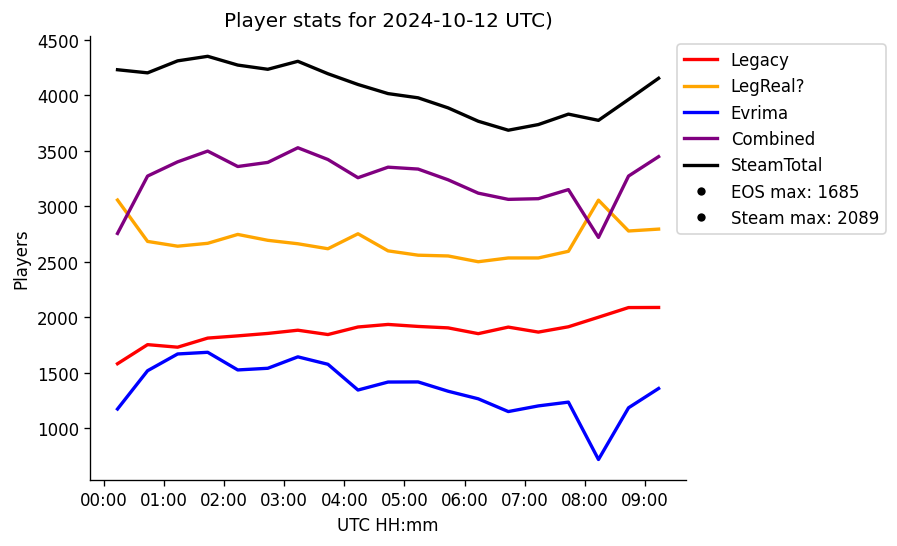 Player stats for 2024-10-12 UTC)
Players
4500
4000
3500
3000
2500
2000
1500
1000
00:00 01:00 02:00 03:00 04:00 05:00 06:00 07:00 08:00 09:00
UTC HH:mm
Legacy
LegReal?
Evrima
Combined
SteamTotal
EOS max: 1685
Steam max: 2089